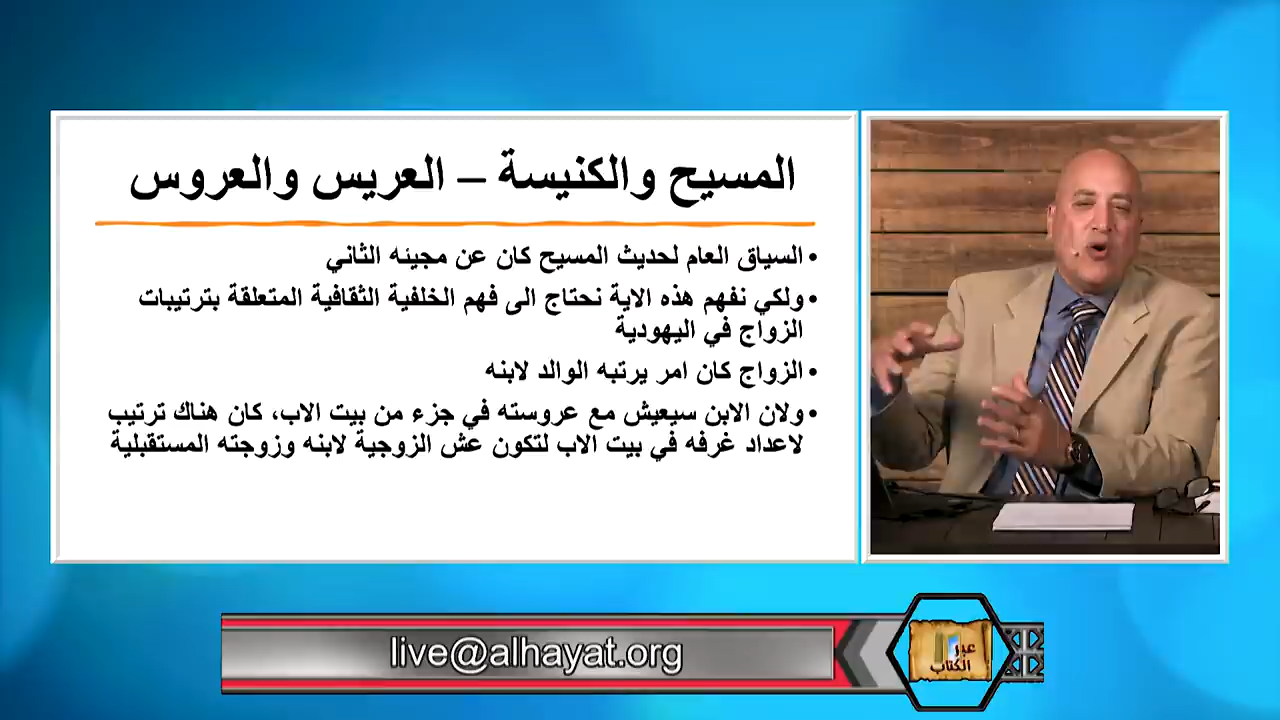 المسيح والكنيسة – العريس والعروس
• السياق العام لحديث المسيح كان عن مجيئه الثاني
• ولكي نفهم هذه الاية نحتاج الى فهم الخلفية الثقافية المتعلقة بترتيبات
الزواج في اليهودية
• الزواج كان امر يرتبه الوالد لابنه
• ولان الابن سيعيش مع عروسته في جزء من بيت الاب، كان هناك ترتيب
لاعداد غرفه في بيت الاب لتكون عش الزوجية لابنه وزوجته المستقبلية
live@alhayat.org
عبر
الكتاب